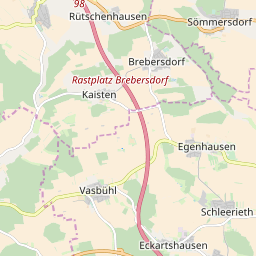 98
Rütschenhausen
Sömmersdorf
Brebersdorf
Rastplatz Brebersdorf
Kaisten
Egenhausen
Vasbühl
Schleerieth
Eckartshausen